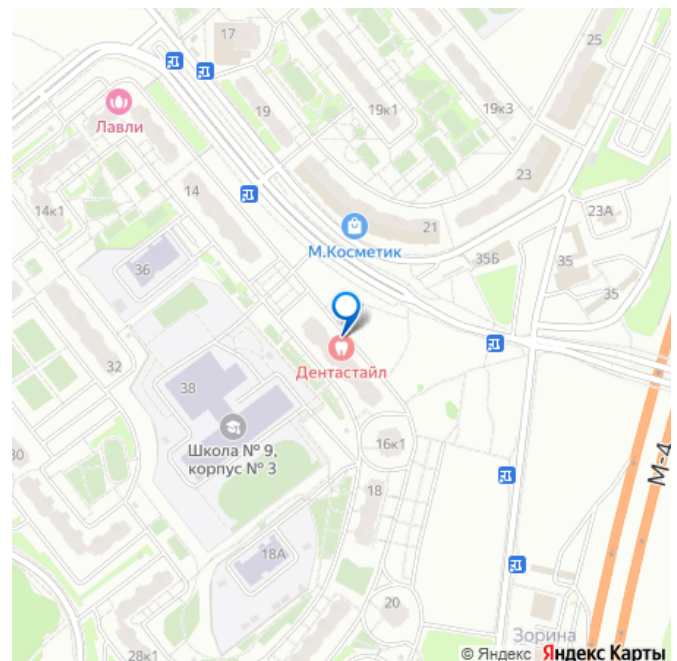 17
25
Лавли
19
19к1
19к3
14
14к1
23
21
23А
М.Косметик
35Б
35
35
36
32
Дентастайл
38
Школа № 9,
корпус № 3
16к1
30
М-4
18
18А
20
Зорина
28к1
© Яндекс Яндекс Карты